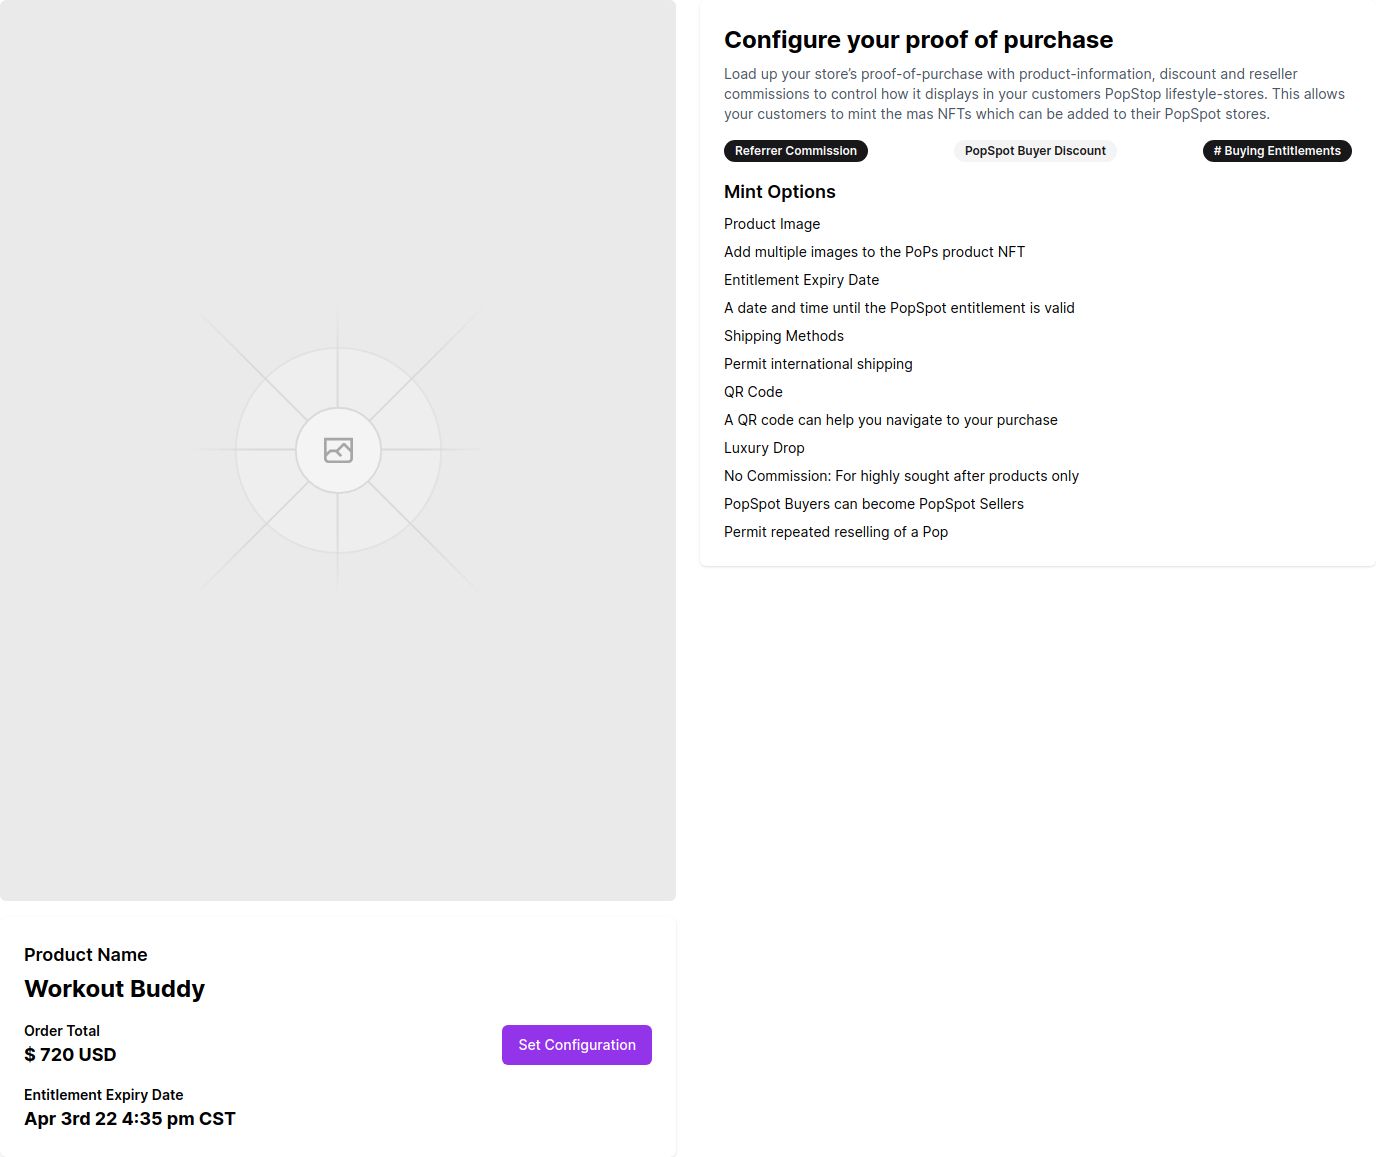 Configure your proof of purchase
Load up your store’s proof-of-purchase with product-information, discount and reseller
commissions to control how it displays in your customers PopStop lifestyle-stores. This allows
your customers to mint the mas NFTs which can be added to their PopSpot stores.
Referrer Commission
PopSpot Buyer Discount
# Buying Entitlements
Mint Options
Product Image
Add multiple images to the PoPs product NFT
Entitlement Expiry Date
A date and time until the PopSpot entitlement is valid
Shipping Methods
Permit international shipping
QR Code
A QR code can help you navigate to your purchase
Luxury Drop
No Commission: For highly sought after products only
PopSpot Buyers can become PopSpot Sellers
Permit repeated reselling of a Pop
Product Name
Workout Buddy
Order Total
$ 720 USD
Set Configuration
Entitlement Expiry Date
Apr 3rd 22 4:35 pm CST